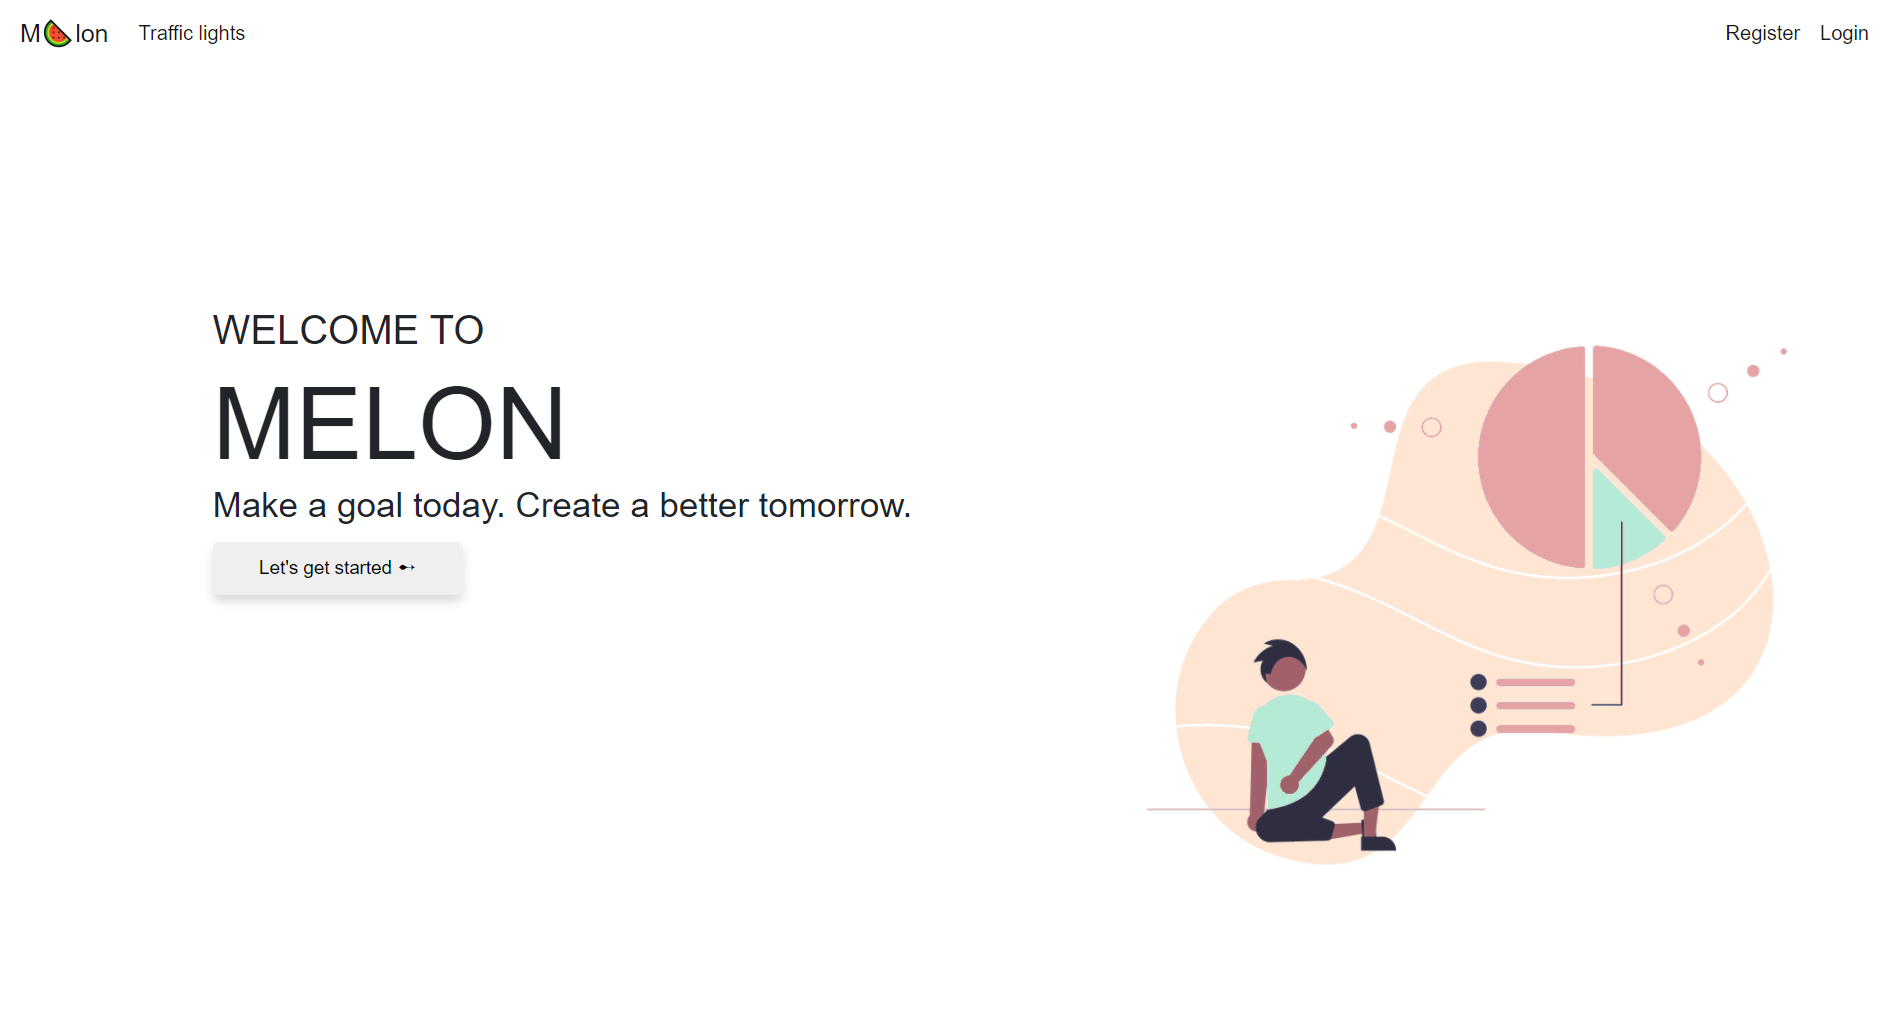 M🍉lon Traffic lights Register Login
WELCOME TO
MELON
Make a goal today. Create a better tomorrow.
Let's get started ➻